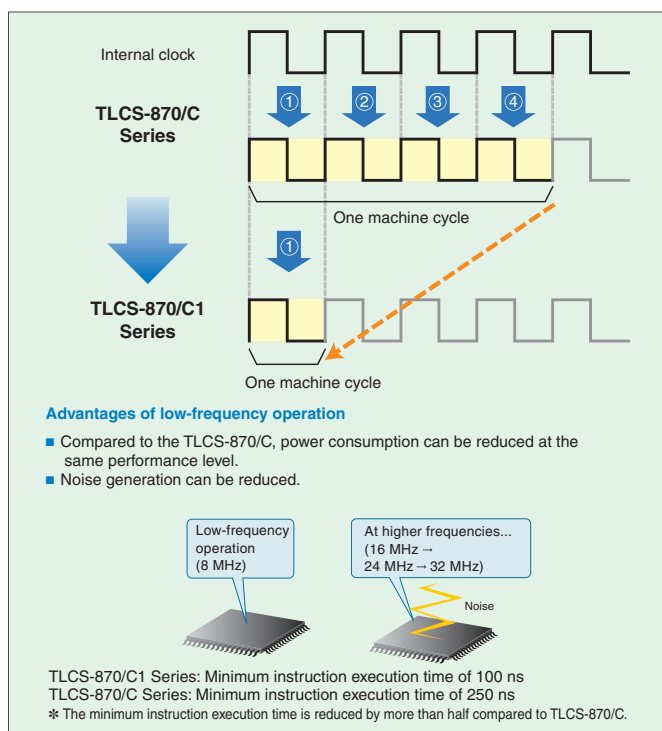 Internal clock
① ② ③ ④
TLCS-870/C
Series
One machine cycle
①
TLCS-870/C1
Series
One machine cycle
Advantages of low-frequency operation
■ Compared to the TLCS-870/C, power consumption can be reduced at the
same performance level.
■ Noise generation can be reduced.
Low-frequency
operation
(8 MHz)
At higher frequencies...
(16 MHz →
24 MHz → 32 MHz)
Noise
TLCS-870/C1 Series: Minimum instruction execution time of 100 ns
TLCS-870/C Series: Minimum instruction execution time of 250 ns
✻ The minimum instruction execution time is reduced by more than half compared to TLCS-870/C.